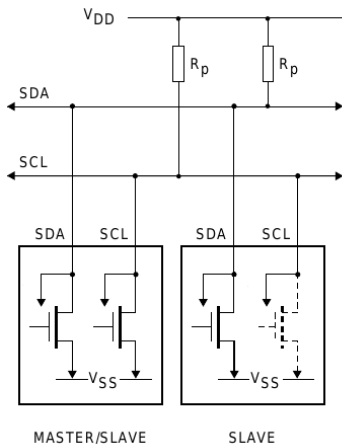 VDD
Rp Rp
SDA
SCL
SDA SCL SDA SCL
VSS VSS
MASTER/SLAVE SLAVE